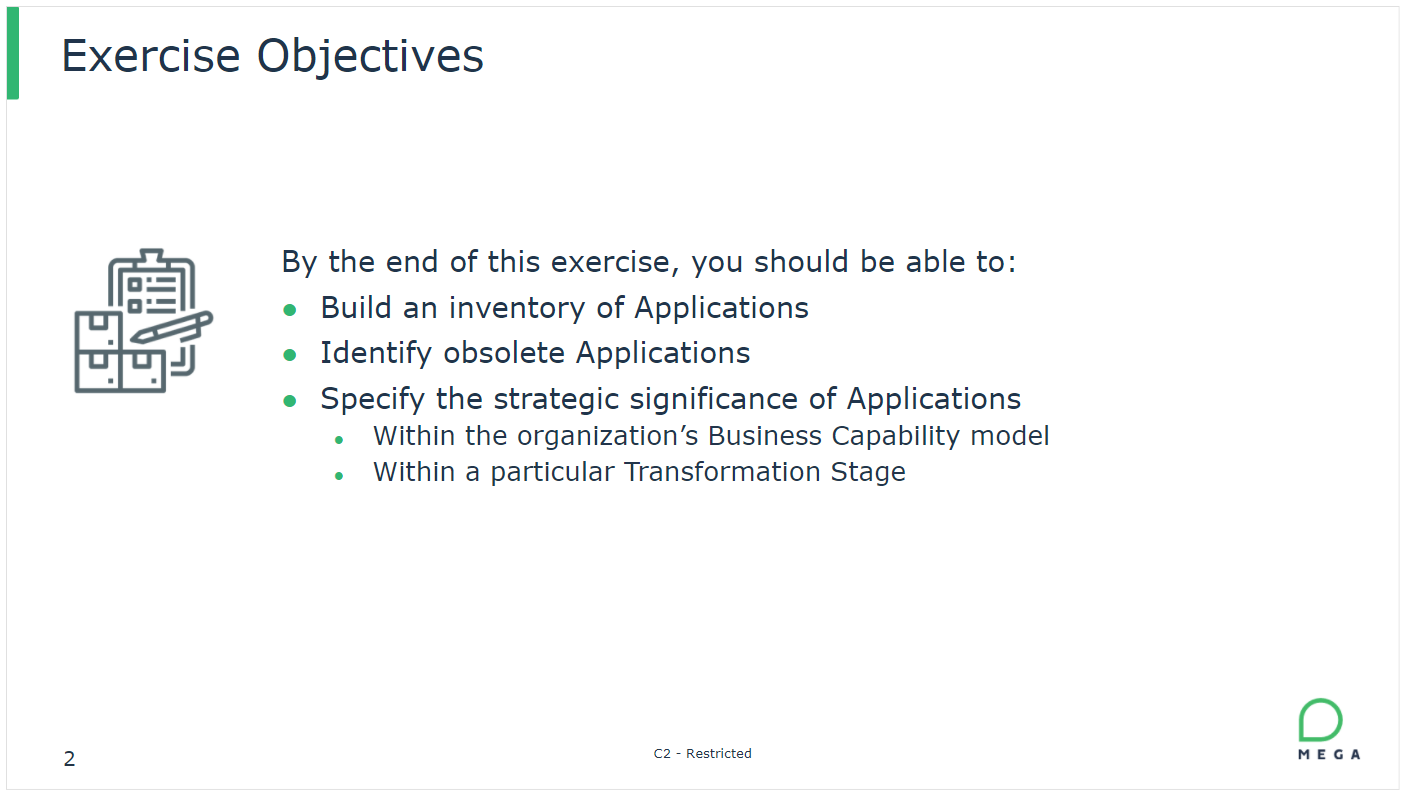 Exercise Objectives
By the end of this exercise, you should be able to:
Build an inventory of Applications
Identify obsolete Applications
Specify the strategic significance of Applications
Within the organization’s Business Capability model
Within a particular Transformation Stage
2
C2 - Restricted
MEGA